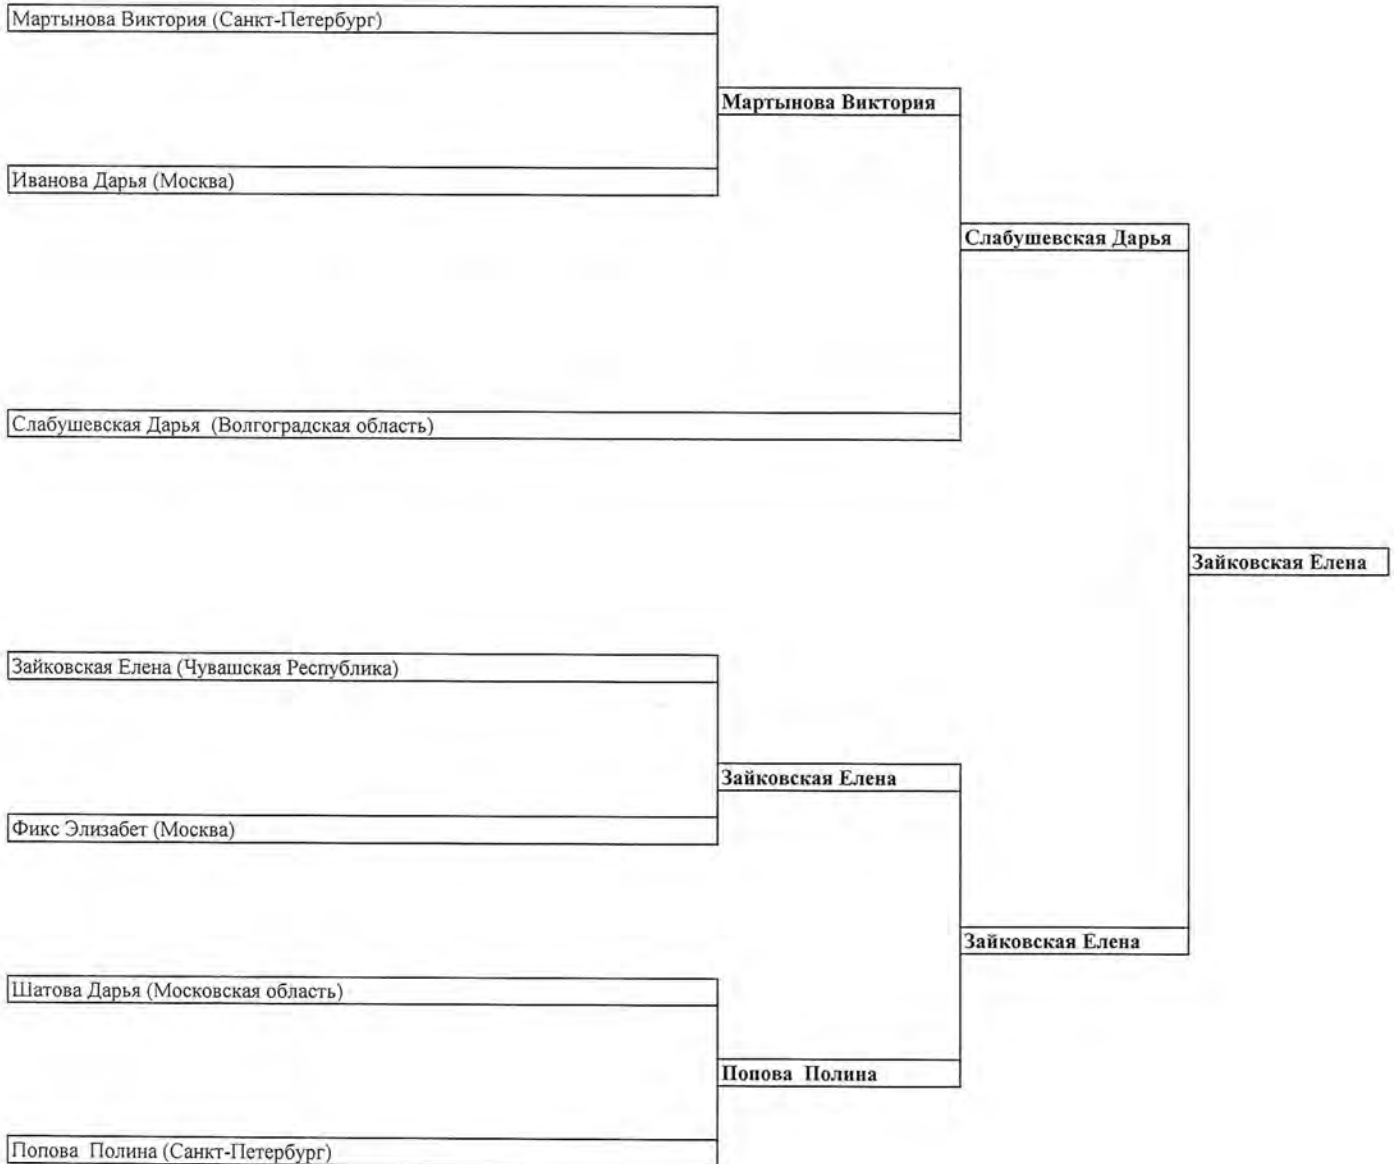 Мартынова Виктория (Санкт-Петербург)
Мартынова Виктория
Иванова Дарья (Москва)
Слабушевская Дарья
Слабушевская Дарья (Волгоградская область)
Зайковская Елена
Зайковская Елена (Чувашская Республика)
Зайковская Елена
Фикс Элизабет (Москва)
Зайковская Елена
Шатова Дарья (Московская область)
Попова Полина
Попова Полина (Санкт-Петербург)